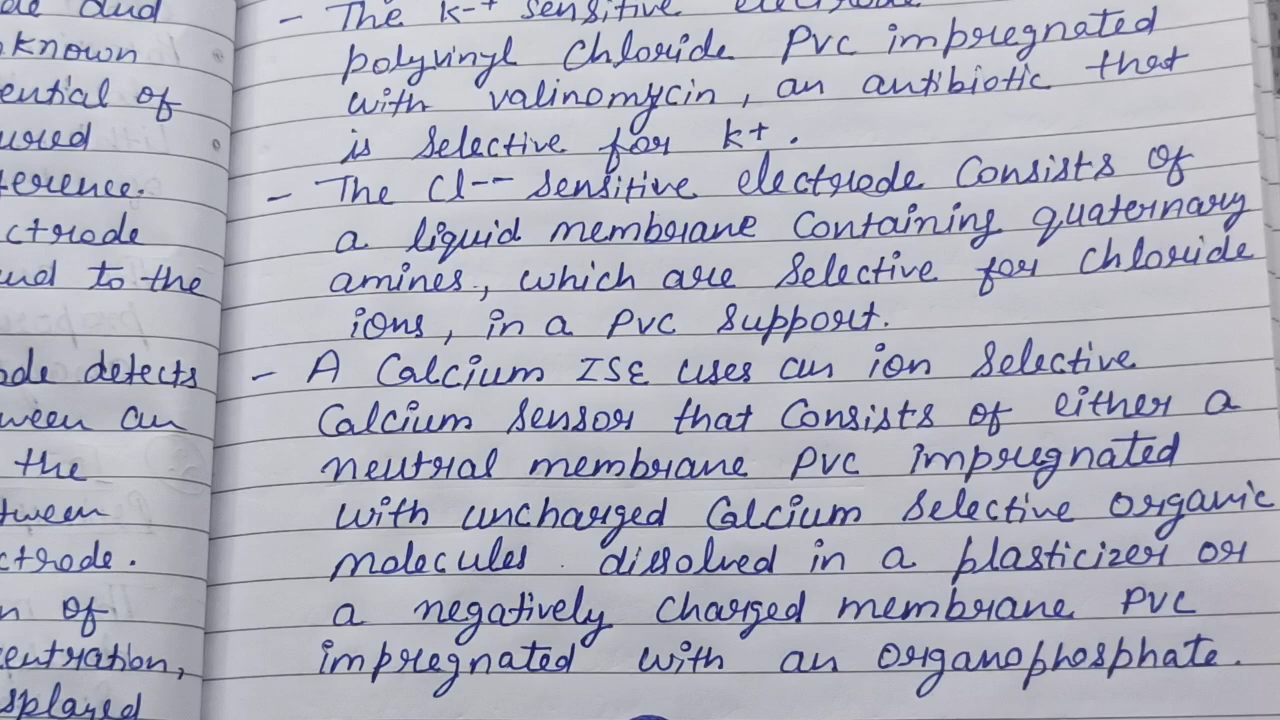 de and
known
ential of
ured
ference.
ctrode
and to the
ode detects
ween an
the
tween
ctrode.
n of
entration,
splayed
- The k-+ sensitive electrode
polyvinyl chloride PVC impregnated
with valinomycin, an antibiotic that
is selective for k+.
- The Cl-- sensitive electrode consists of
a liquid membrane containing quaternary
amines, which are selective for chloride
ions, in a PVC support.
- A Calcium ISE uses an ion selective
Calcium sensor that consists of either a
neutral membrane PVC impregnated
with uncharged Calcium selective organic
molecules. dissolved in a plasticizer or
a negatively charged membrane PVC
impregnated with an organophosphate.